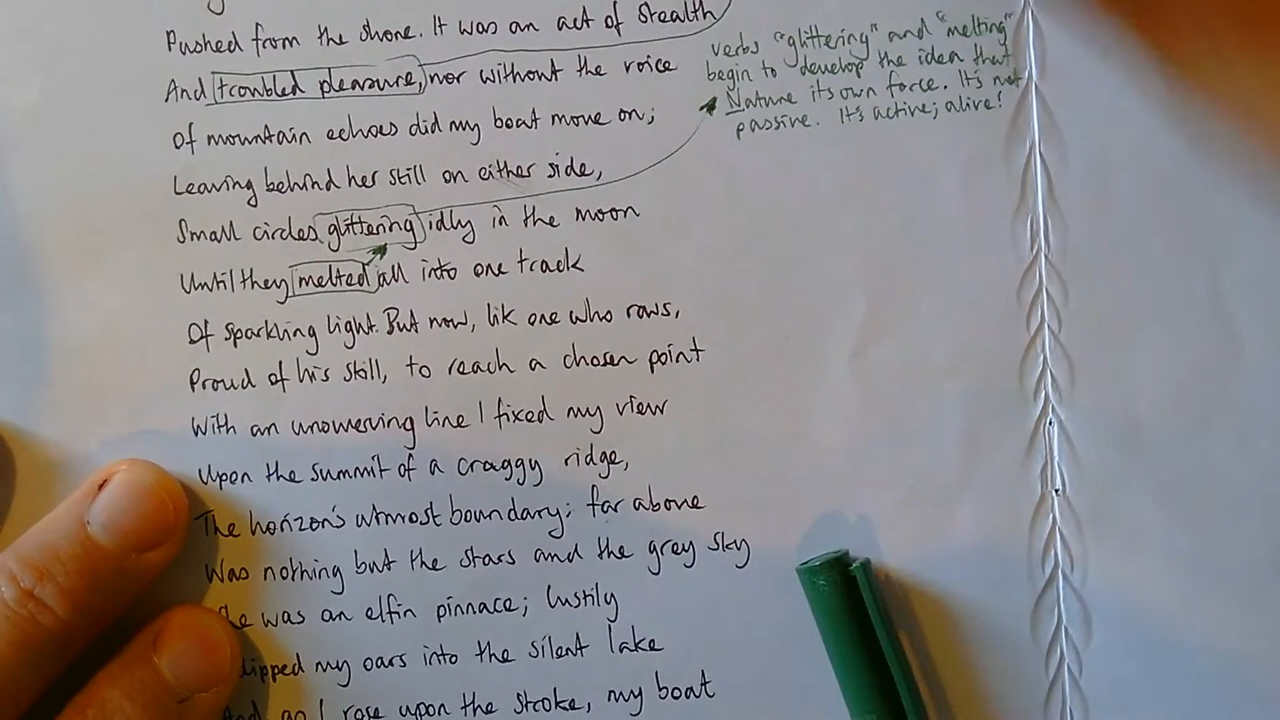 Pushed from the shore. It was an act of stealth
And troubled pleasure, nor without the voice
Of mountain echoes did my boat move on;
Leaving behind her still on either side,
Small circles glittering idly in the moon
Until they melted all into one track
Of sparkling light. But now, lik one who rows,
Proud of his skill, to reach a chosen point
With an unswerving line I fixed my view
Upon the summit of a craggy ridge,
The horizon's utmost boundary; far above
Was nothing but the stars and the grey sky
was an elfin pinnace; lustily
dipped my oars into the silent lake
I rose upon the stroke, my boat
verbs "glittering" and "melting"
begin to develop the idea that
Nature its own force. It's not
passive. It's active; alive!